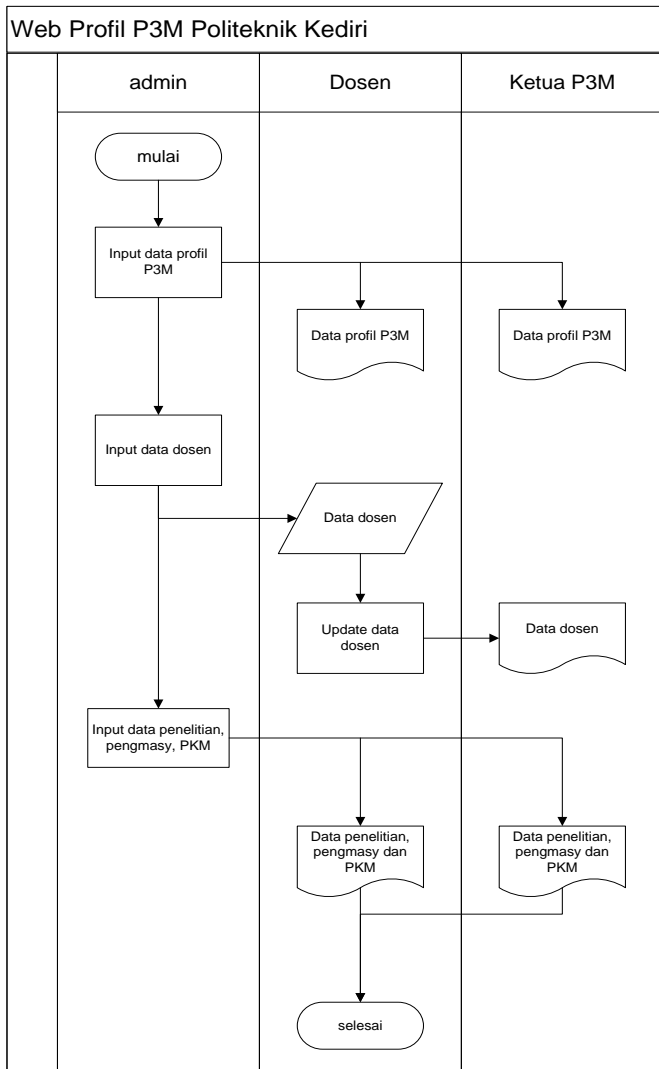 Web Profil P3M Politeknik Kediri
admin
Dosen
Ketua P3M
mulai
Input data profil
P3M
Data profil P3M
Data profil P3M
Input data dosen
Data dosen
Update data
dosen
Data dosen
Input data penelitian,
pengmasy, PKM
Data penelitian,
pengmasy dan
PKM
Data penelitian,
pengmasy dan
PKM
selesai